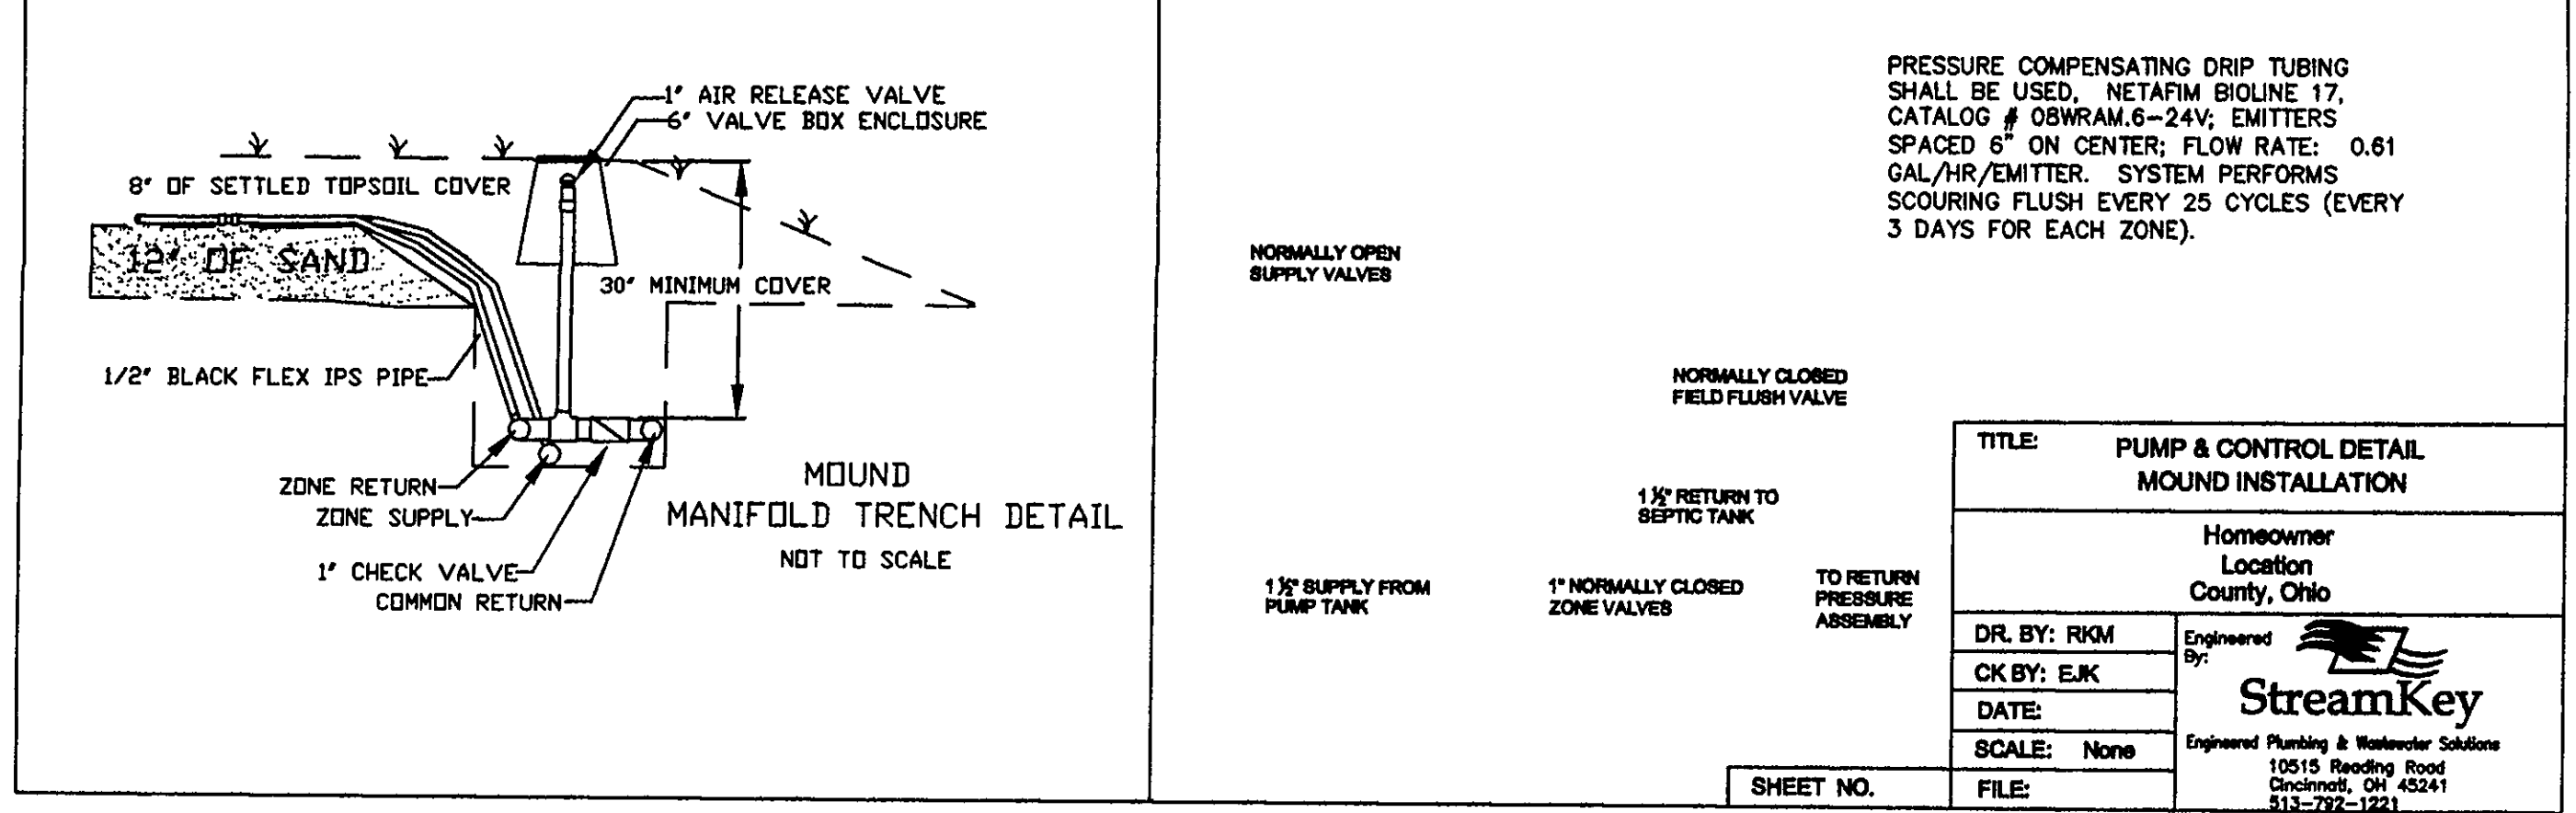 1" AIR RELEASE VALVE
6" VALVE BOX ENCLOSURE
8" OF SETTLED TOPSOIL COVER
12" OF SAND
30" MINIMUM COVER
1/2" BLACK FLEX IPS PIPE
ZONE RETURN
ZONE SUPPLY
1" CHECK VALVE
COMMON RETURN
MOUND
MANIFOLD TRENCH DETAIL
NOT TO SCALE
PRESSURE COMPENSATING DRIP TUBING
SHALL BE USED, NETAFIM BIOLINE 17,
CATALOG # 08WRAM.6-24V; EMITTERS
SPACED 6" ON CENTER; FLOW RATE: 0.61
GAL/HR/EMITTER. SYSTEM PERFORMS
SCOURING FLUSH EVERY 25 CYCLES (EVERY
3 DAYS FOR EACH ZONE).
NORMALLY OPEN
SUPPLY VALVES
NORMALLY CLOSED
FIELD FLUSH VALVE
1 ½" RETURN TO
SEPTIC TANK
1 ½" SUPPLY FROM
PUMP TANK
1" NORMALLY CLOSED
ZONE VALVES
TO RETURN
PRESSURE
ASSEMBLY
TITLE: PUMP & CONTROL DETAIL
MOUND INSTALLATION
Homeowner
Location
County, Ohio
DR. BY: RKM
CK BY: EJK
DATE:
SCALE: None
FILE:
SHEET NO.
Engineered
By:
StreamKey
Engineered Plumbing & Wastewater Solutions
10515 Reading Road
Cincinnati, OH 45241
513-792-1221